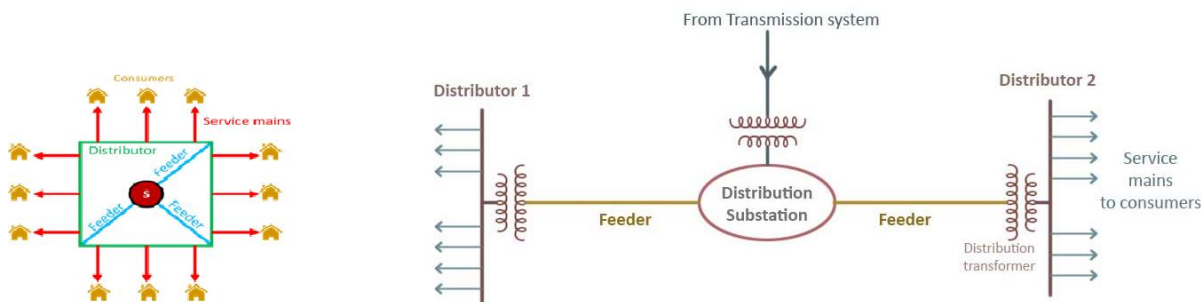 Consumers
Service mains
Distributor
Feeder
S
Feeder
Feeder
From Transmission system
Distributor 1
Distributor 2
Distribution
Substation
Feeder
Feeder
Service
mains
to consumers
Distribution
transformer